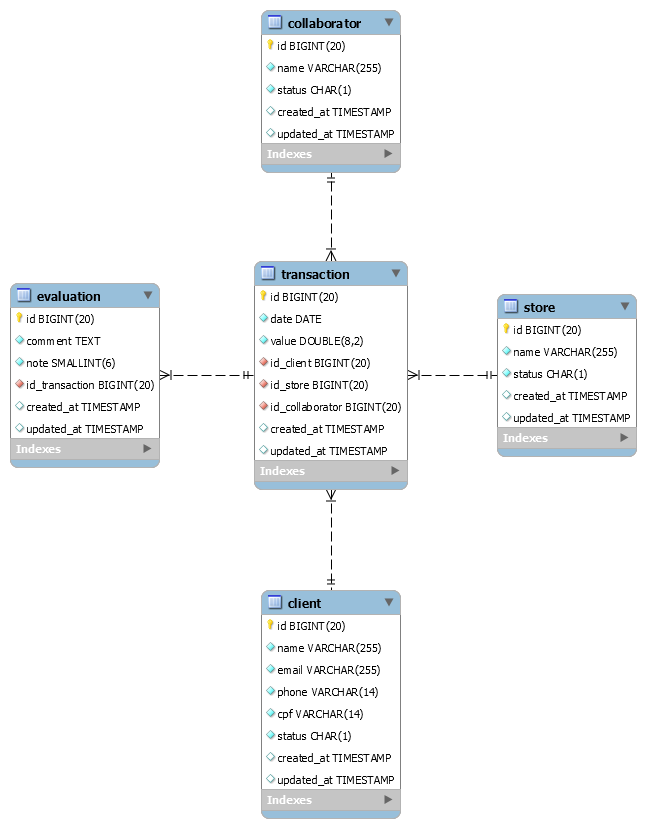 collaborator
id BIGINT(20)
name VARCHAR(255)
status CHAR(1)
created_at TIMESTAMP
updated_at TIMESTAMP
Indexes
evaluation
id BIGINT(20)
comment TEXT
note SMALLINT(6)
id_transaction BIGINT(20)
created_at TIMESTAMP
updated_at TIMESTAMP
Indexes
transaction
id BIGINT(20)
date DATE
value DOUBLE(8,2)
id_client BIGINT(20)
id_store BIGINT(20)
id_collaborator BIGINT(20)
created_at TIMESTAMP
updated_at TIMESTAMP
Indexes
store
id BIGINT(20)
name VARCHAR(255)
status CHAR(1)
created_at TIMESTAMP
updated_at TIMESTAMP
Indexes
client
id BIGINT(20)
name VARCHAR(255)
email VARCHAR(255)
phone VARCHAR(14)
cpf VARCHAR(14)
status CHAR(1)
created_at TIMESTAMP
updated_at TIMESTAMP
Indexes